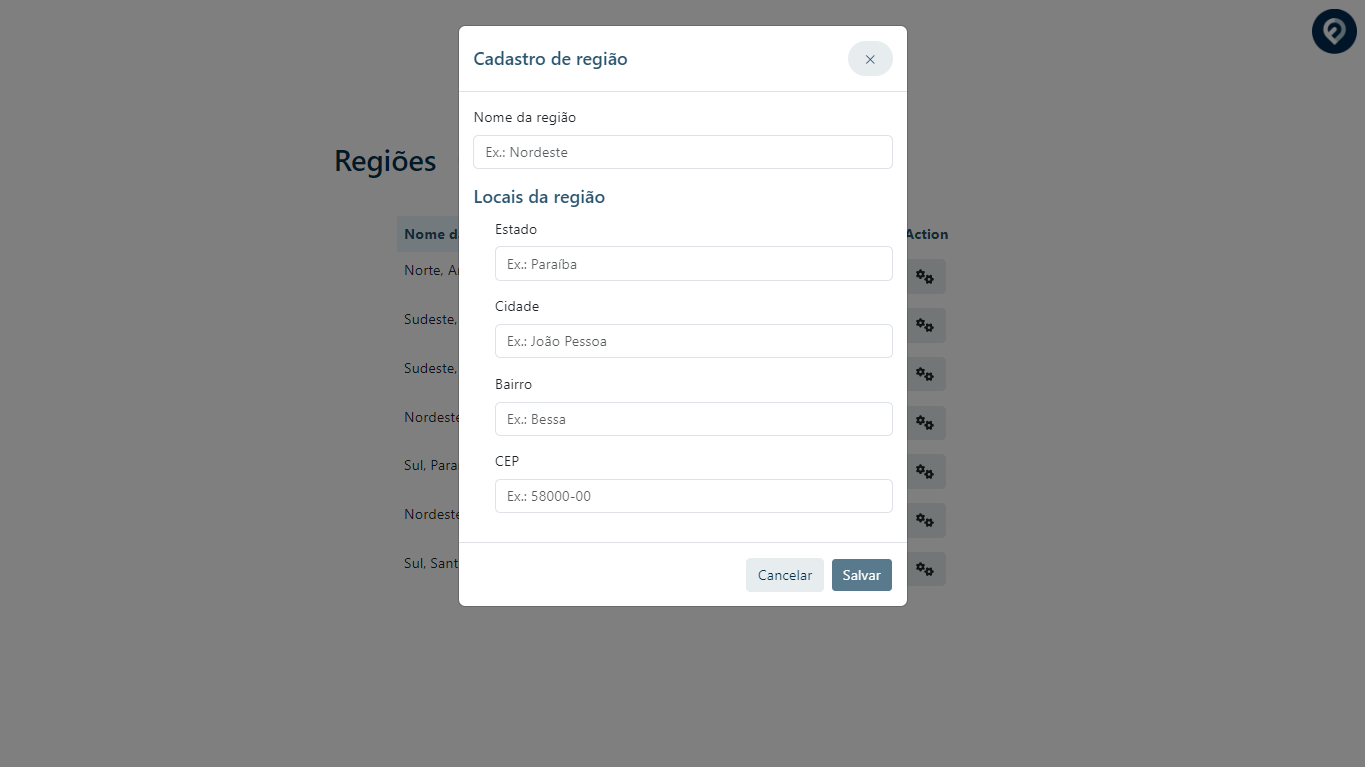 Cadastro de região
×
Nome da região
Ex.: Nordeste
Regiões
Locais da região
Estado
Nome d
Action
Ex.: Paraíba
Norte, A
Cidade
Sudeste,
Ex.: João Pessoa
Sudeste,
Bairro
Nordeste
Ex.: Bessa
CEP
Sul, Para
Ex.: 58000-00
Nordeste
Sul, Sant
Cancelar
Salvar